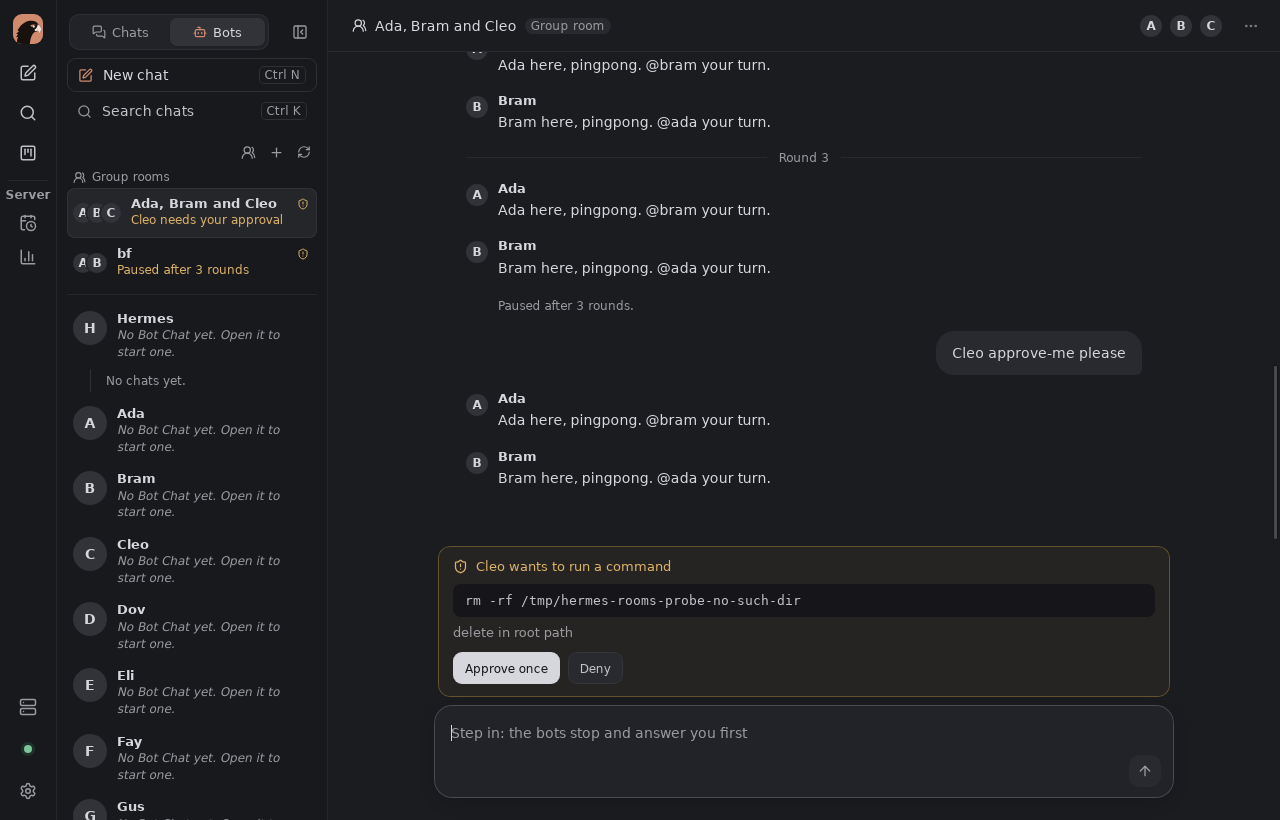 Chats
Bots
New chat
Ctrl N
Search chats
Ctrl K
Server
Group rooms
A B C
Ada, Bram and Cleo
Cleo needs your approval
A B
bf
Paused after 3 rounds
H
Hermes
No Bot Chat yet. Open it to
start one.
No chats yet.
A
Ada
No Bot Chat yet. Open it to
start one.
B
Bram
No Bot Chat yet. Open it to
start one.
C
Cleo
No Bot Chat yet. Open it to
start one.
D
Dov
No Bot Chat yet. Open it to
start one.
E
Eli
No Bot Chat yet. Open it to
start one.
F
Fay
No Bot Chat yet. Open it to
start one.
G
Gus
Ada, Bram and Cleo
Group room
A B C
Ada here, pingpong. @bram your turn.
B
Bram
Bram here, pingpong. @ada your turn.
Round 3
A
Ada
Ada here, pingpong. @bram your turn.
B
Bram
Bram here, pingpong. @ada your turn.
Paused after 3 rounds.
Cleo approve-me please
A
Ada
Ada here, pingpong. @bram your turn.
B
Bram
Bram here, pingpong. @ada your turn.
Cleo wants to run a command
rm -rf /tmp/hermes-rooms-probe-no-such-dir
delete in root path
Approve once
Deny
Step in: the bots stop and answer you first